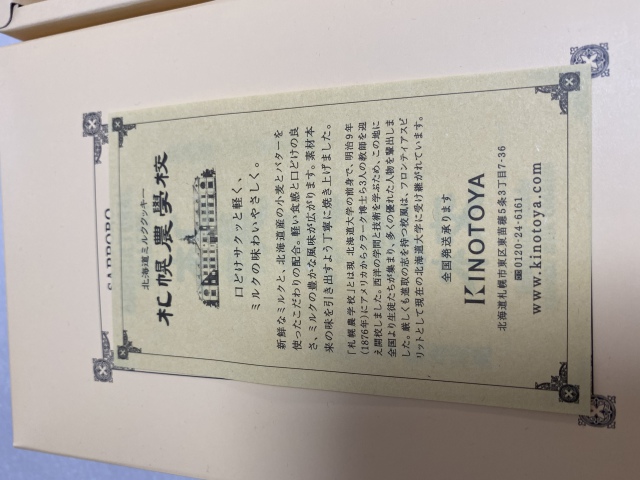 SAPPORO
北海道ミルククッキー
札幌農學校
口どけサクッと軽く、
ミルクの味わいやさしく。
新鮮なミルクと、北海道産の小麦とバターを
使ったこだわりの配合。軽い食感と口どけの良
さ、ミルクの豊かな風味が広がります。素材本
来の味を引き出すよう丁寧に焼き上げました。
「札幌農学校」とは現 北海道大学の前身で、明治9年
(1876年)にアメリカからクラーク博士ら3人の教師を迎
え開校しました。西洋の学問と技術を学ぶため、この地に
全国より生徒たちが集まり、多くの優れた人物を輩出しま
した。厳しくも進取の志を持つ校風は、フロンティアスピ
リットとして現在の北海道大学に受け継がれています。
全国発送承ります
KINOTOYA
北海道札幌市東区東苗穂5条3丁目7-36
0120-24-6161
www.kinotoya.com